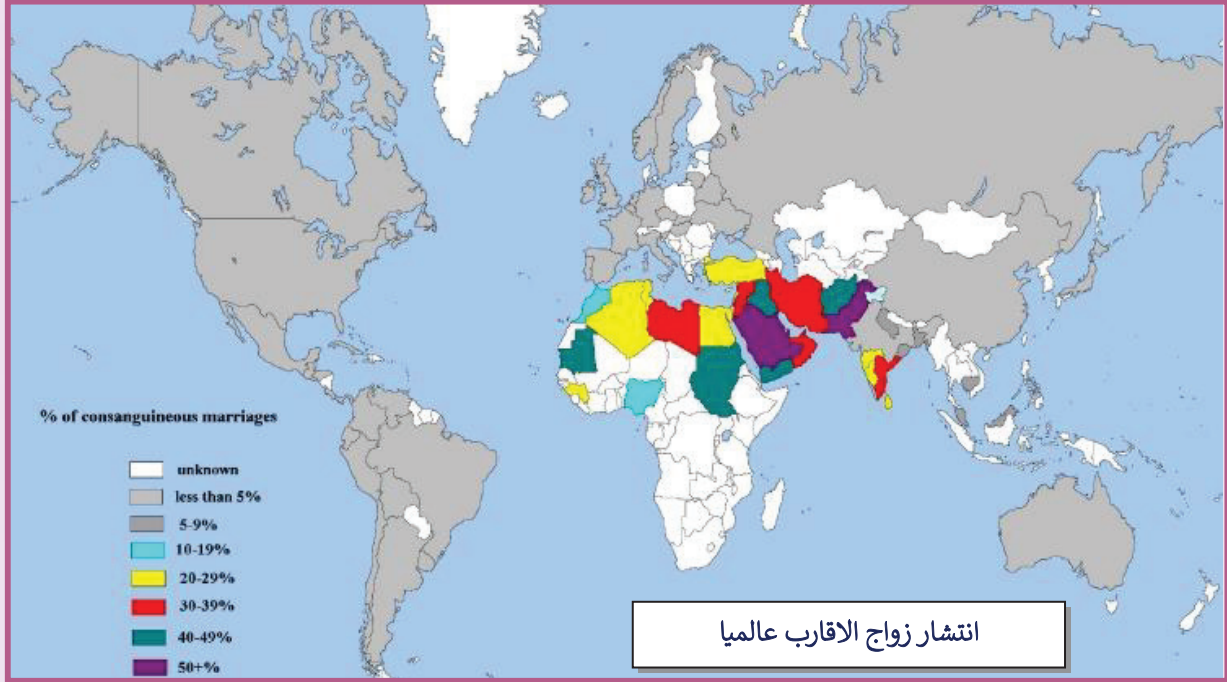 % of consanguineous marriages
unknown
less than 5%
5-9%
10-19%
20-29%
30-39%
40-49%
50+%
انتشار زواج الاقارب عالميا